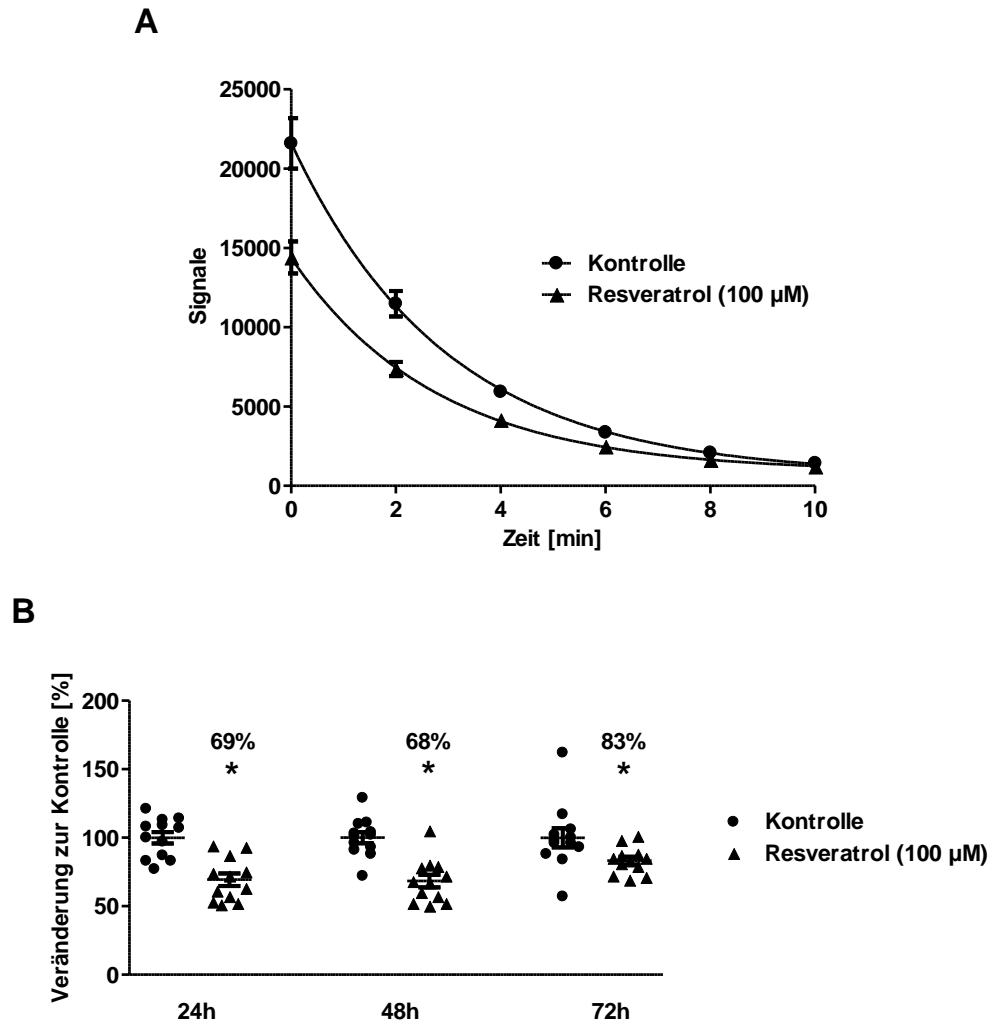 A
25000
20000
15000
10000
5000
0
Signale
0 2 4 6 8 10
Zeit [min]
Kontrolle
Resveratrol (100 µM)
B
Veränderung zur Kontrolle [%]
200
150
100
50
0
69% 68% 83%
* * *
24h 48h 72h
Kontrolle
Resveratrol (100 µM)